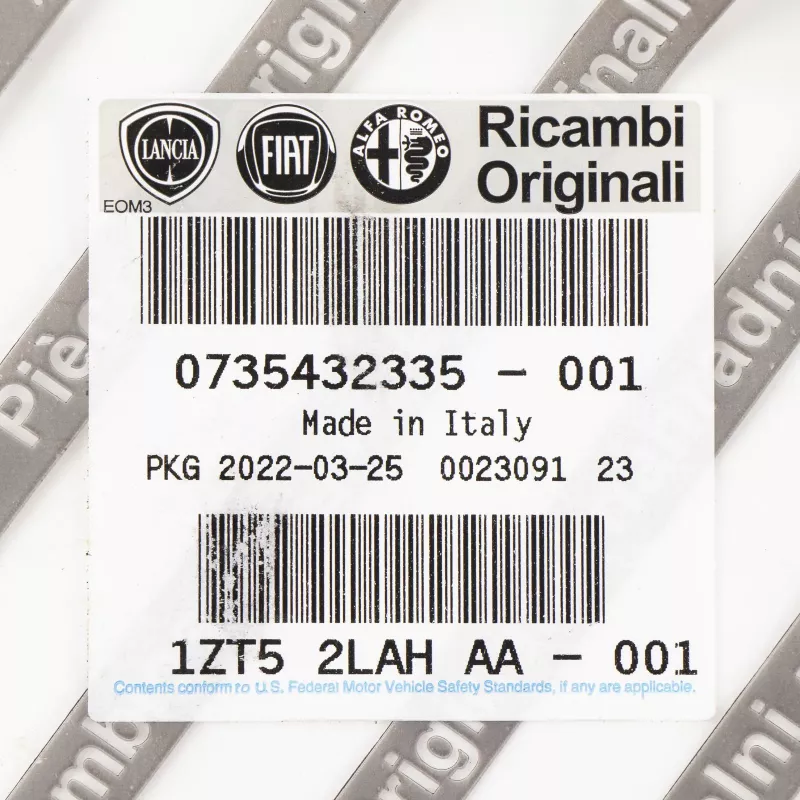 LANCIA
FIAT
ALFA ROMEO
Ricambi
Originali
EOM3
0735432335 - 001
Made in Italy
PKG 2022-03-25 0023091 23
1ZT5 2LAH AA - 001
Contents conform to U.S. Federal Motor Vehicle Safety Standards, if any are applicable.